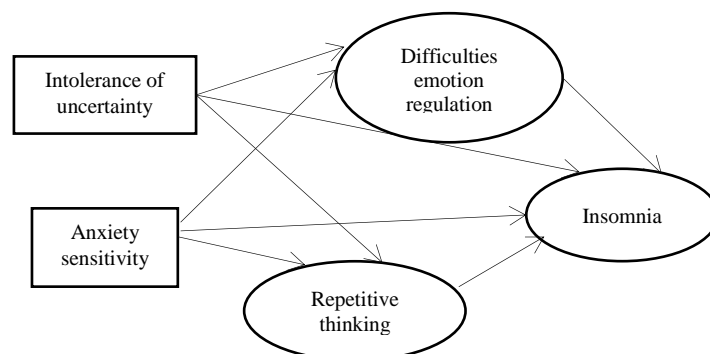 Intolerance of
uncertainty
Difficulties
emotion
regulation
Anxiety
sensitivity
Insomnia
Repetitive
thinking